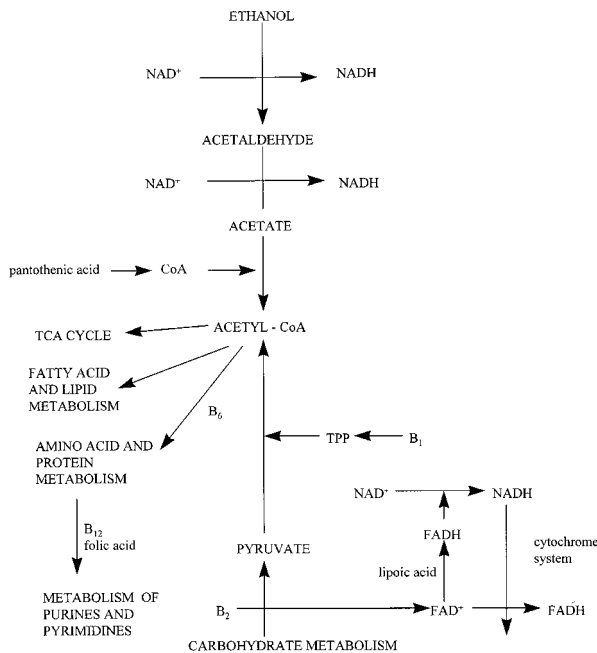 ETHANOL
NAD⁺
NADH
ACETALDEHYDE
NAD⁺
NADH
ACETATE
pantothenic acid
CoA
ACETYL - CoA
TCA CYCLE
FATTY ACID
AND LIPID
METABOLISM
B₆
AMINO ACID AND
PROTEIN
METABOLISM
TPP
B₁
NAD⁺
NADH
B₁₂
folic acid
FADH
cytochrome
system
PYRUVATE
lipoic acid
METABOLISM OF
PURINES AND
PYRIMIDINES
B₂
FAD⁺
FADH
CARBOHYDRATE METABOLISM